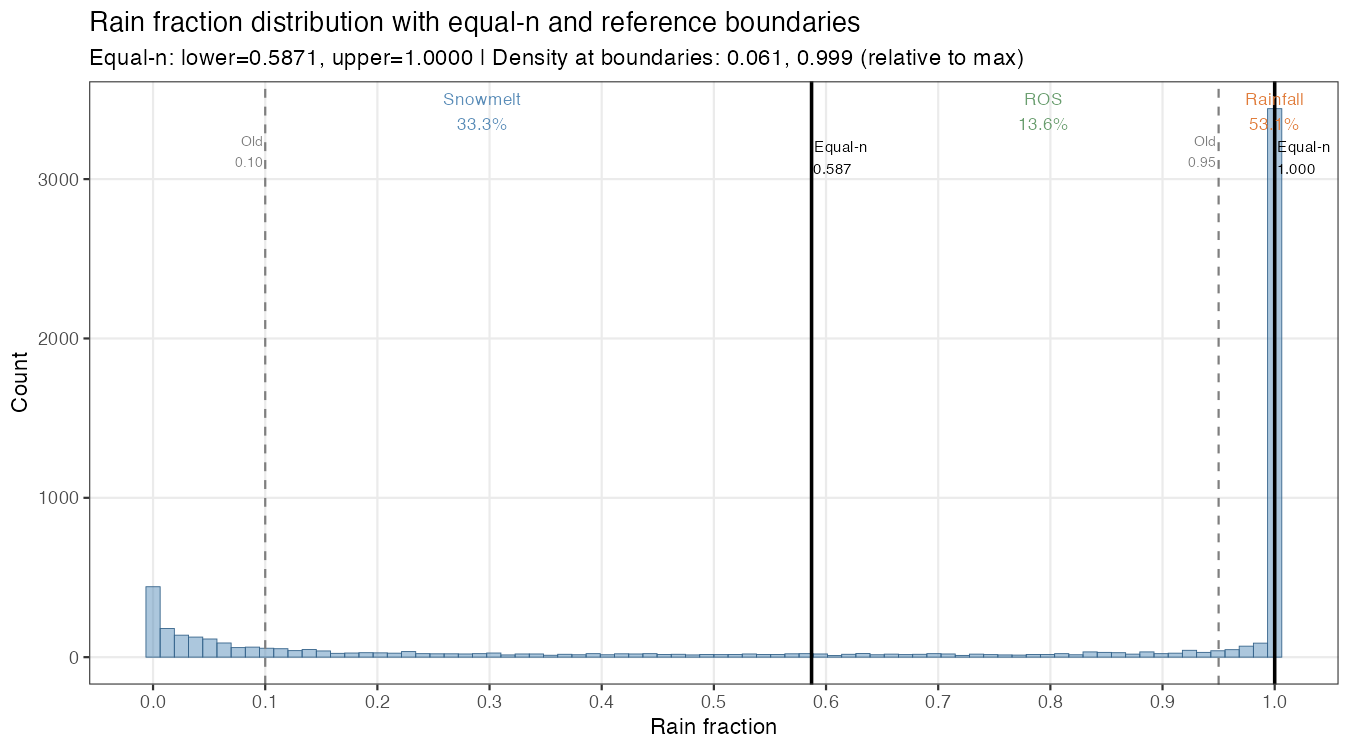 Rain fraction distribution with equal-n and reference boundaries
Equal-n: lower=0.5871, upper=1.0000 | Density at boundaries: 0.061, 0.999 (relative to max)
Snowmelt
33.3%
ROS
13.6%
Rainfall
53.1%
Old
0.10
Equal-n
0.587
Old
0.95
Equal-n
1.000
3000
2000
1000
0
Count
0.0
0.1
0.2
0.3
0.4
0.5
0.6
0.7
0.8
0.9
1.0
Rain fraction